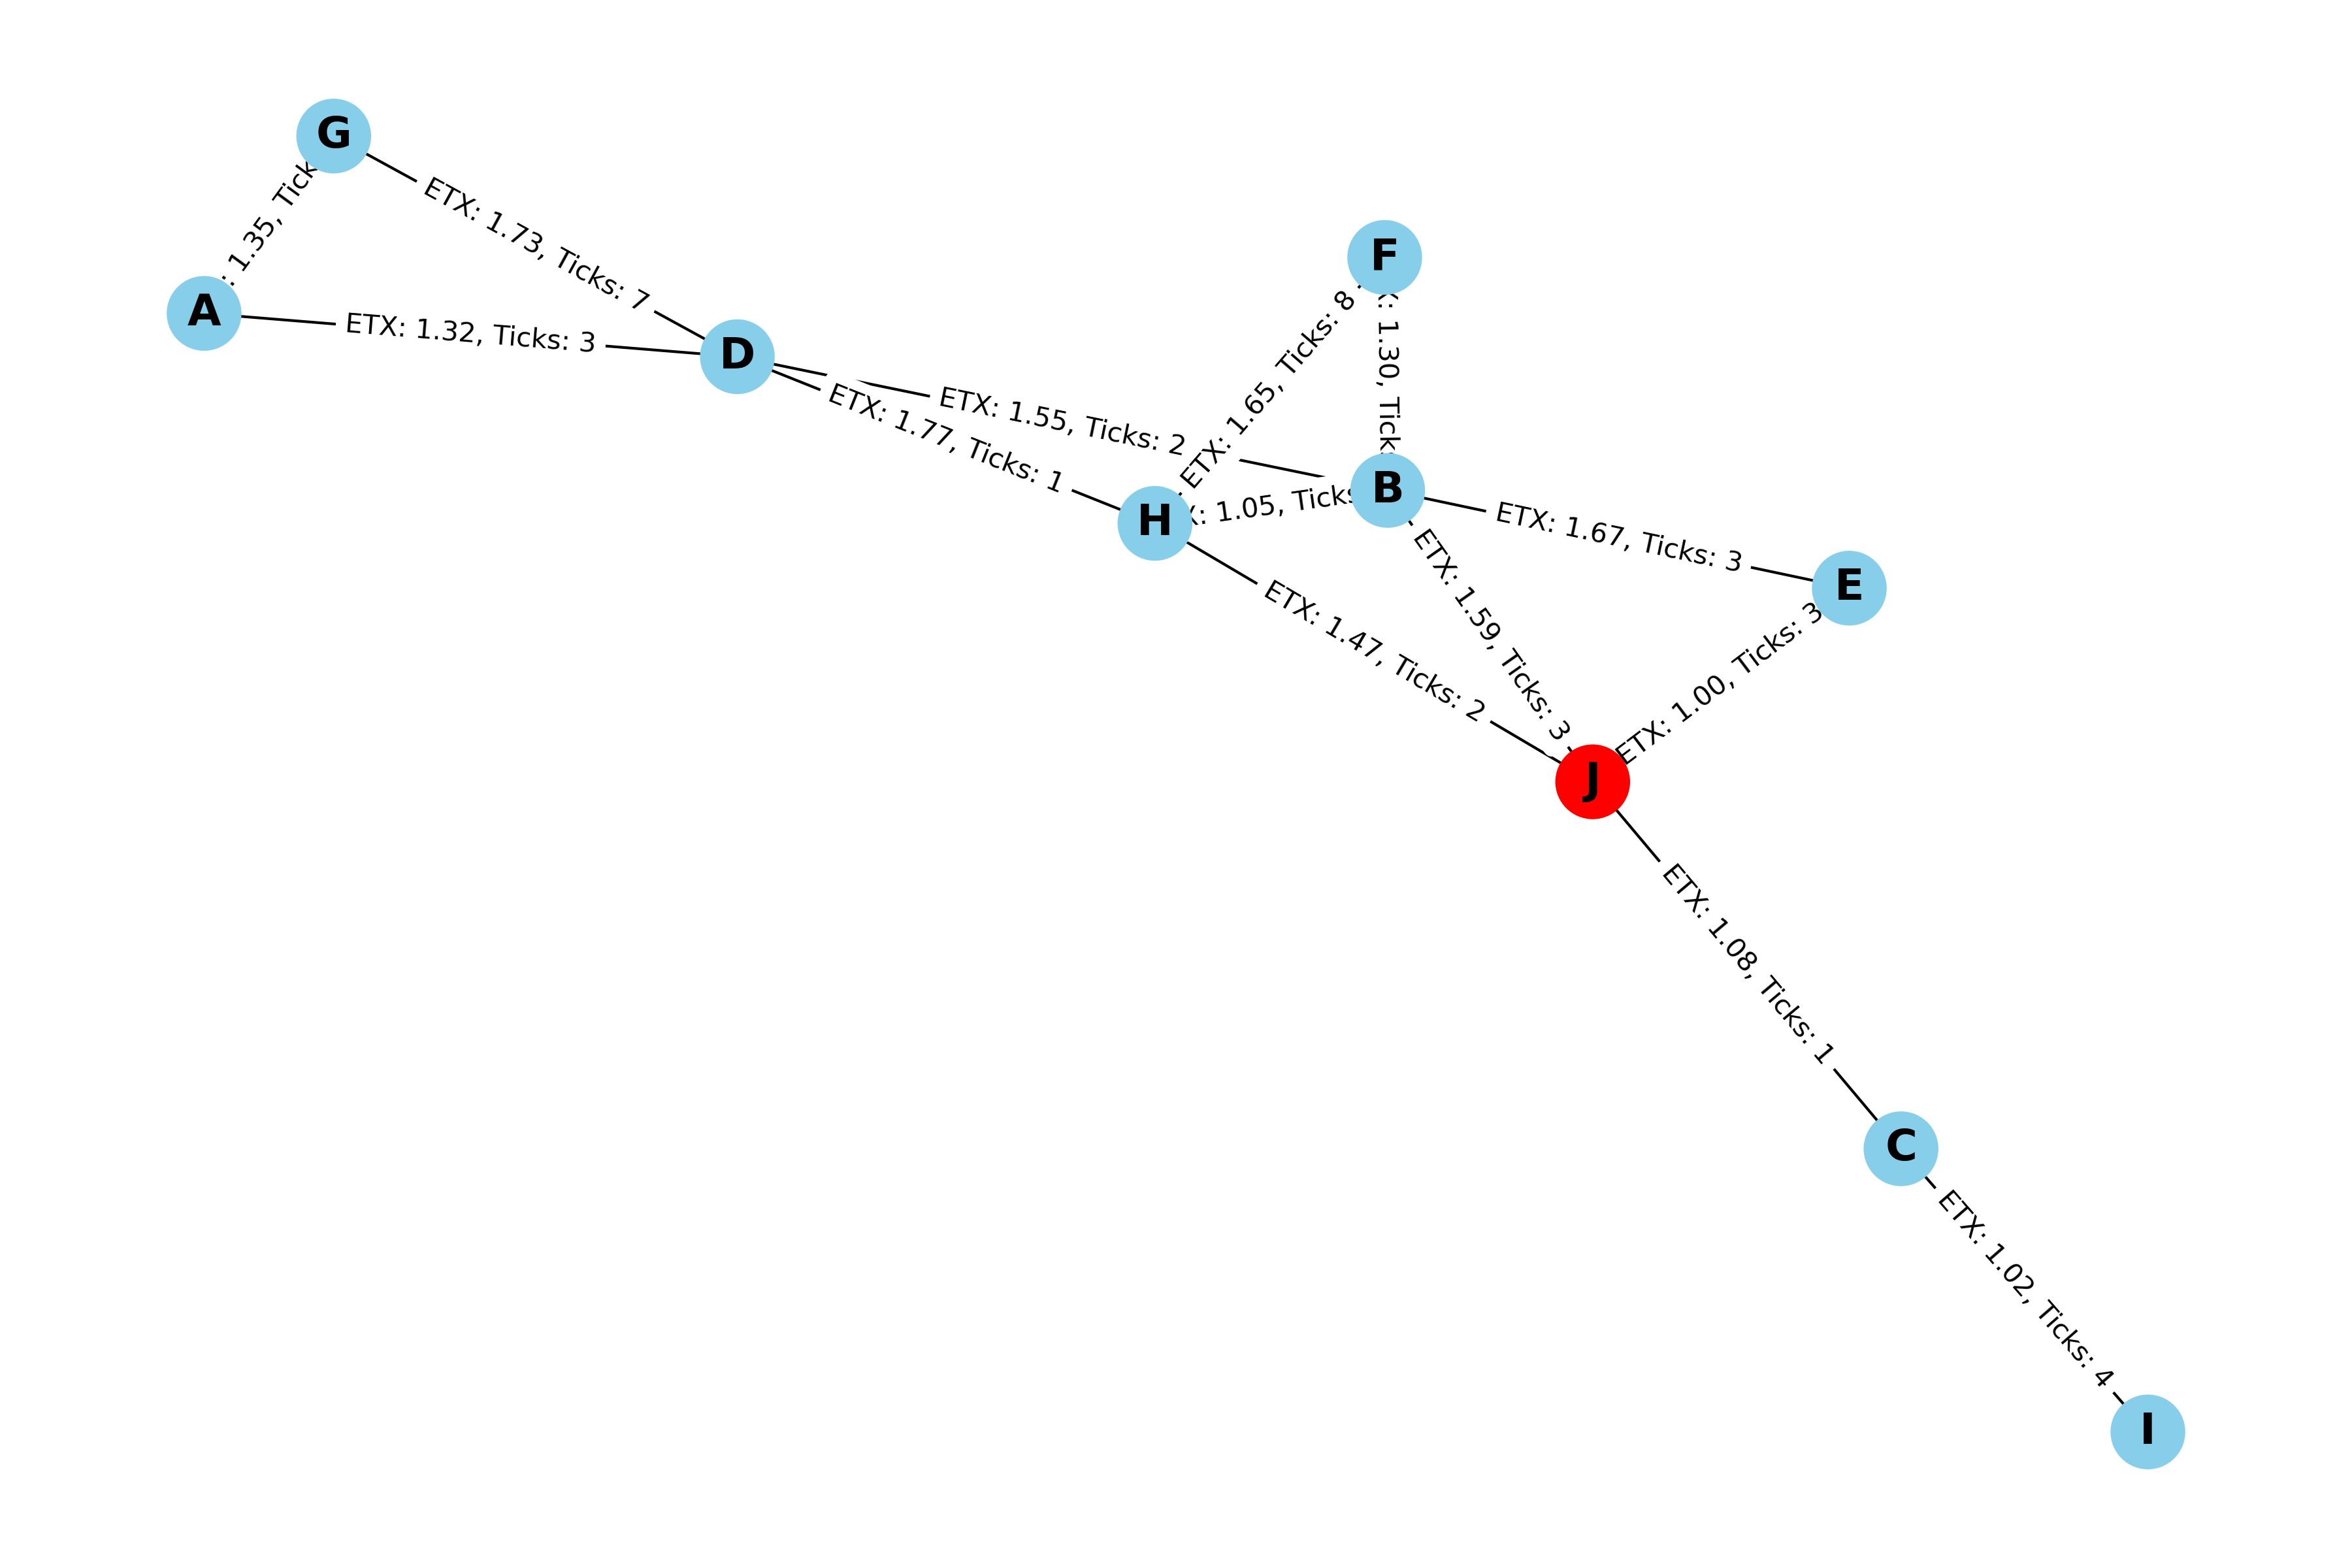 G
ETX: 1.73, Ticks: 7
: 1.35, Tick
A
ETX: 1.32, Ticks: 3
D
F
ETX: 1.65, Ticks: 8
: 1.30, Tick
ETX: 1.55, Ticks: 2
ETX: 1.77, Ticks: 1
H
: 1.05, Ticks
B
ETX: 1.67, Ticks: 3
E
ETX: 1.47, Ticks: 2
ETX: 1.59, Ticks: 3
ETX: 1.00, Ticks: 3
J
ETX: 1.08, Ticks: 1
C
ETX: 1.02, Ticks: 4
I